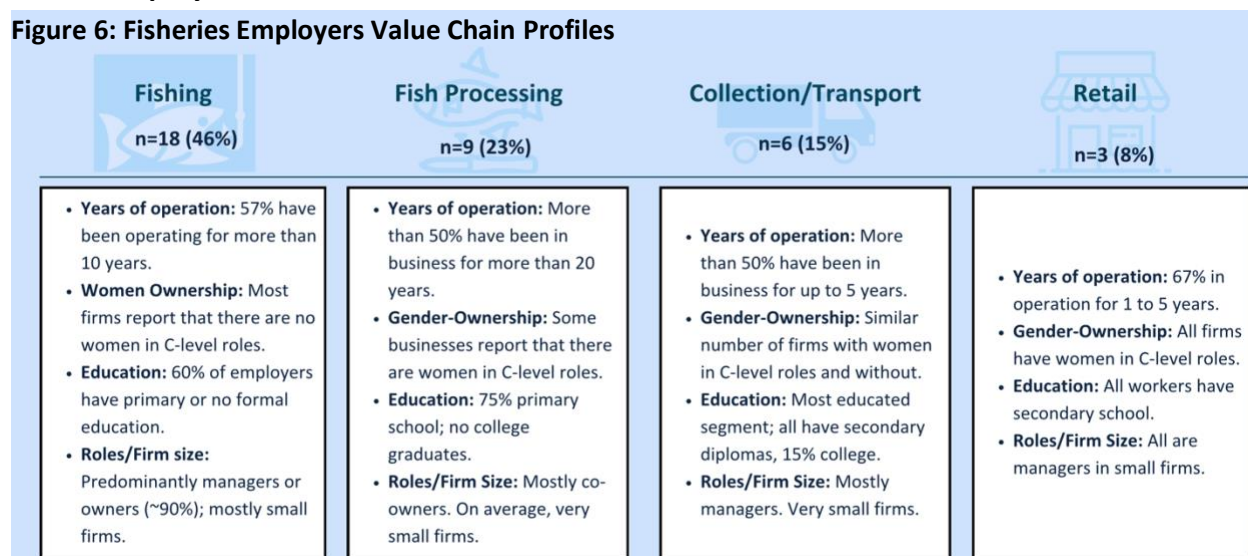 Figure 6: Fisheries Employers Value Chain Profiles
Fishing
n=18 (46%)
Fish Processing
n=9 (23%)
Collection/Transport
n=6 (15%)
Retail
n=3 (8%)
• Years of operation: 57% have
been operating for more than
10 years.
• Women Ownership: Most
firms report that there are no
women in C-level roles.
• Education: 60% of employers
have primary or no formal
education.
• Roles/Firm size:
Predominantly managers or
owners (~90%); mostly small
firms.
• Years of operation: More
than 50% have been in
business for more than 20
years.
• Gender-Ownership: Some
businesses report that there
are women in C-level roles.
• Education: 75% primary
school; no college
graduates.
• Roles/Firm Size: Mostly co-
owners. On average, very
small firms.
• Years of operation: More
than 50% have been in
business for up to 5 years.
• Gender-Ownership: Similar
number of firms with women
in C-level roles and without.
• Education: Most educated
segment; all have secondary
diplomas, 15% college.
• Roles/Firm Size: Mostly
managers. Very small firms.
• Years of operation: 67% in
operation for 1 to 5 years.
• Gender-Ownership: All firms
have women in C-level roles.
• Education: All workers have
secondary school.
• Roles/Firm Size: All are
managers in small firms.